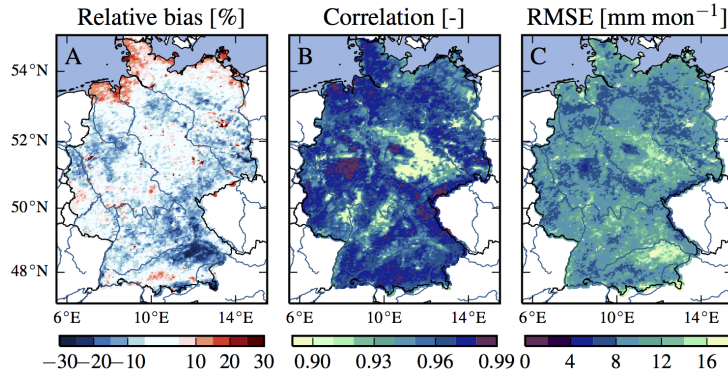 Relative bias [%] Correlation [-] RMSE [mm mon⁻¹]
A B C
54°N
52°N
50°N
48°N
6°E 10°E 14°E 6°E 10°E 14°E 6°E 10°E 14°E
−30−20−10 10 20 30 0.90 0.93 0.96 0.99 0 4 8 12 16